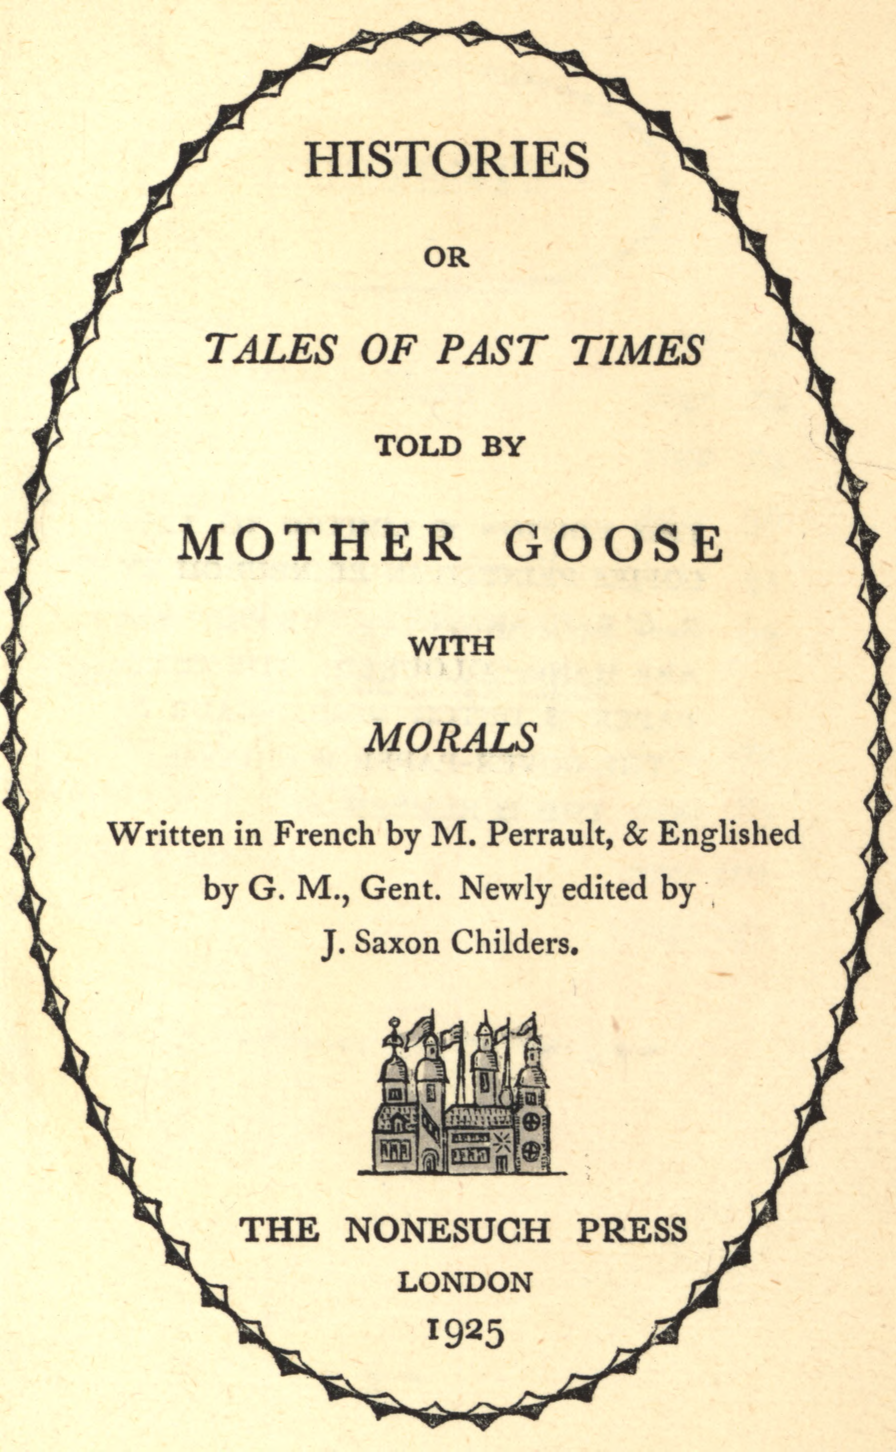 HISTORIES
OR
TALES OF PAST TIMES
TOLD BY
MOTHER GOOSE
WITH
MORALS
Written in French by M. Perrault, & Englished
by G. M., Gent. Newly edited by
J. Saxon Childers.
THE NONESUCH PRESS
LONDON
1925